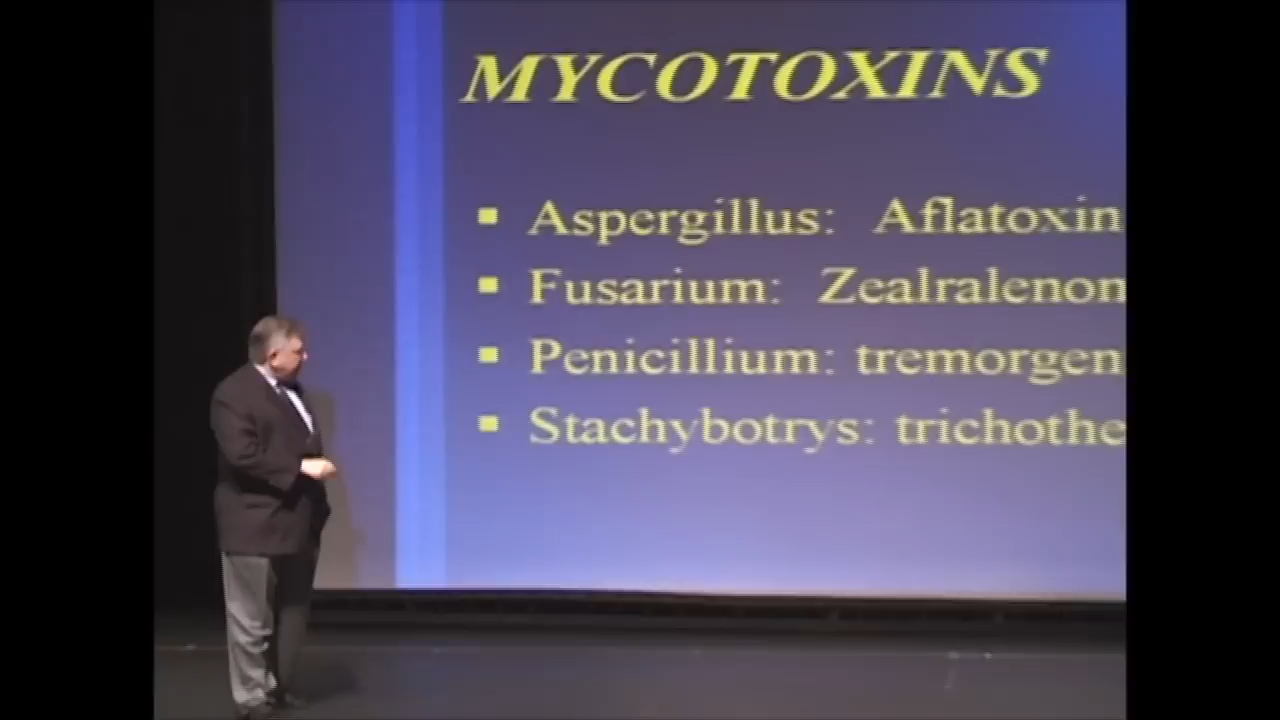 MYCOTOXINS
Aspergillus: Aflatoxin
Fusarium: Zealralenon
Penicillium: tremorgen
Stachybotrys: trichothe